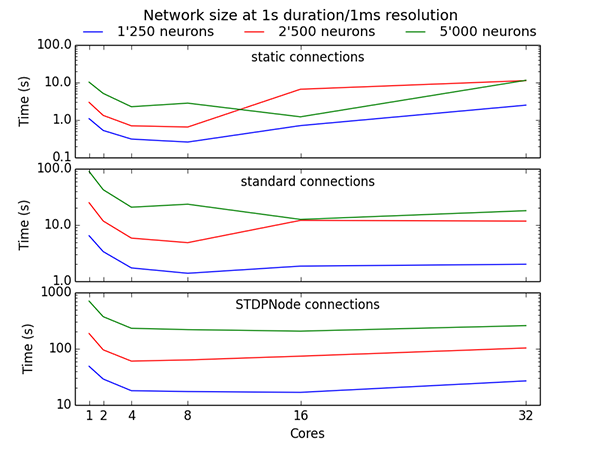 Network size at 1s duration/1ms resolution
1'250 neurons 2'500 neurons 5'000 neurons
100.0
static connections
10.0
Time (s)
1.0
0.1
100.0
standard connections
10.0
Time (s)
1.0
1000
STDPNode connections
100
Time (s)
10
1 2 4 8 16 32
Cores